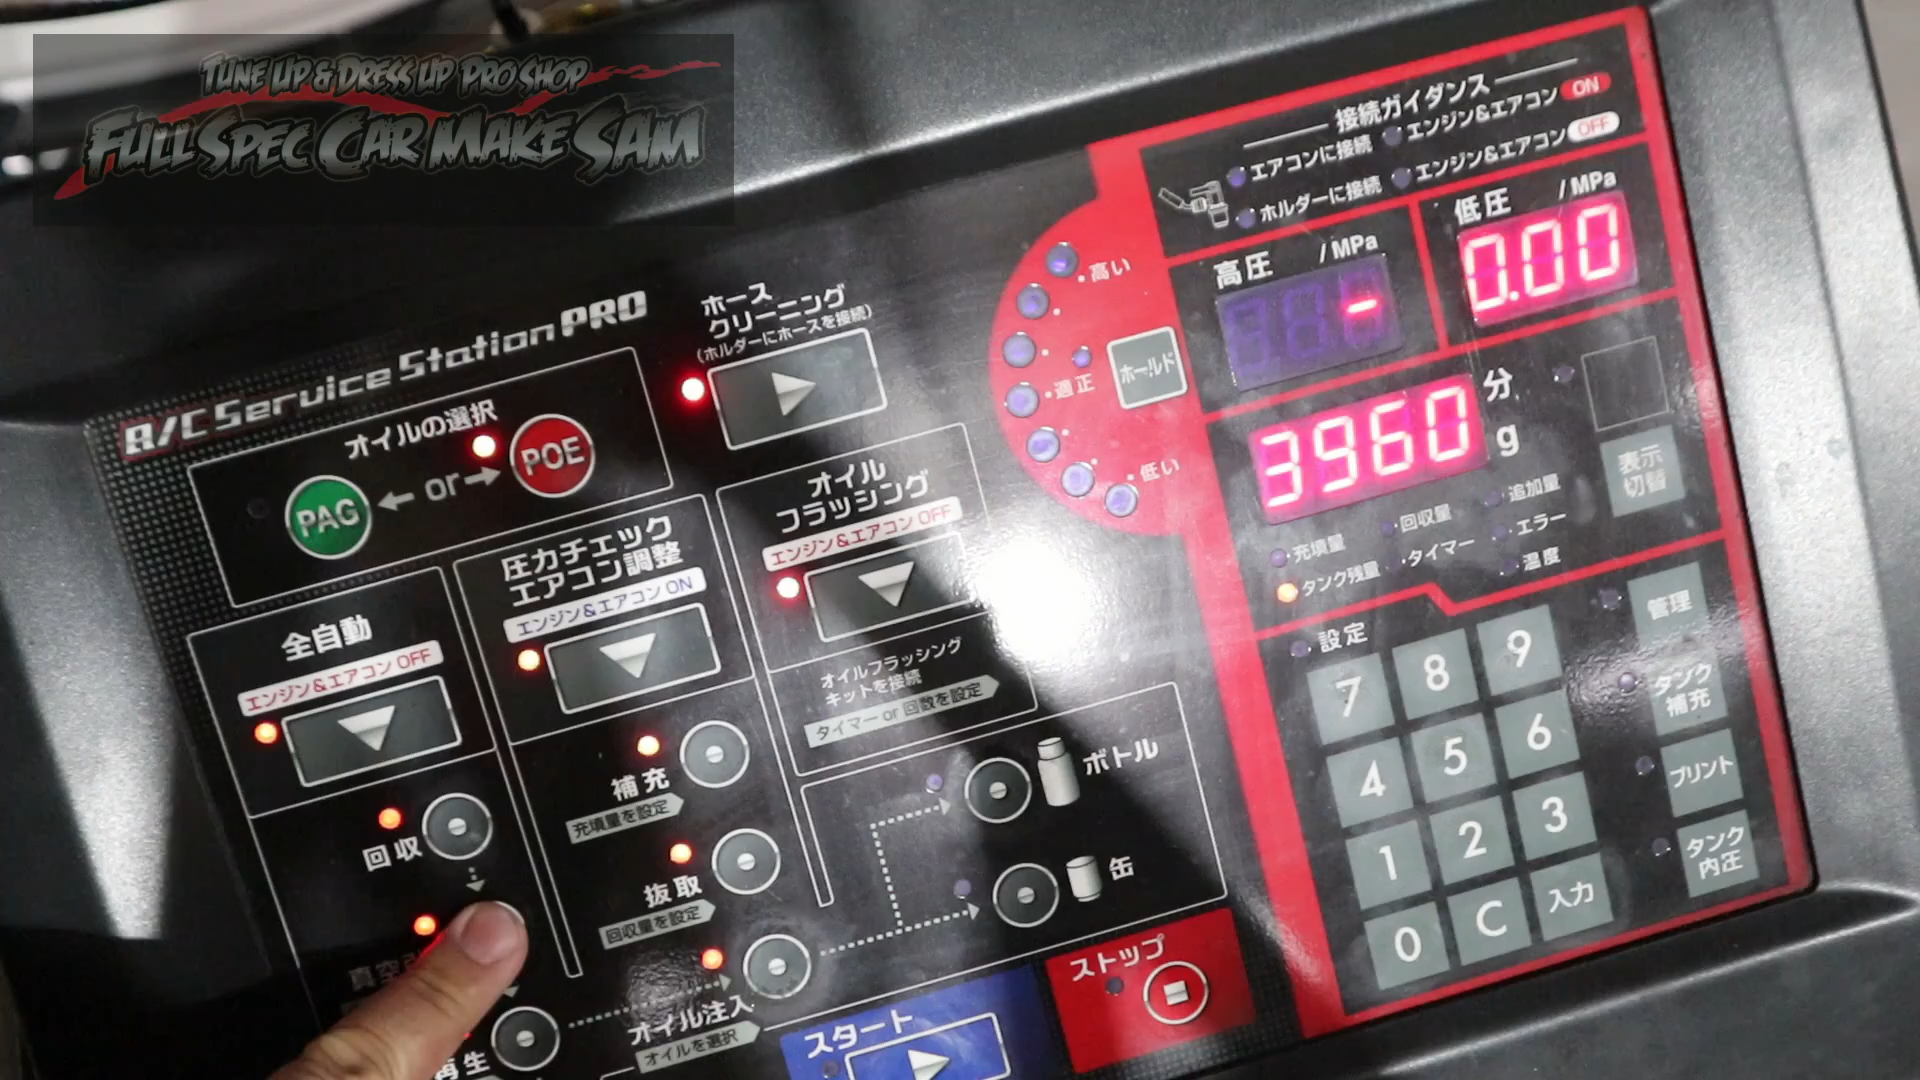 TUNE UP & DRESS UP PRO SHOP
FULL SPEC CAR MAKE SAM
A/C Service Station PRO
オイルの選択
PAG
or
POE
ホース
クリーニング
(ホルダーにホースを接続)
全自動
エンジン&エアコン OFF
回収
真空
再生
圧力チェック
エアコン調整
エンジン&エアコン ON
補充
充填量を設定
抜取
回収量を設定
オイル注入
オイルを選択
オイル
フラッシング
エンジン&エアコン OFF
オイルフラッシング
キットを接続
タイマー or 回数を設定
ボトル
缶
スタート
ストップ
高い
適正
低い
ホールド
接続ガイダンス
エアコンに接続
エンジン&エアコン ON
ホルダーに接続
エンジン&エアコン OFF
高圧 /MPa
-
低圧 /MPa
0.00
3960
分
g
表示
切替
充填量
回収量
追加量
タンク残量
タイマー
エラー
温度
設定
7 8 9
4 5 6
1 2 3
0 C 入力
管理
タンク
補充
プリント
タンク
内圧